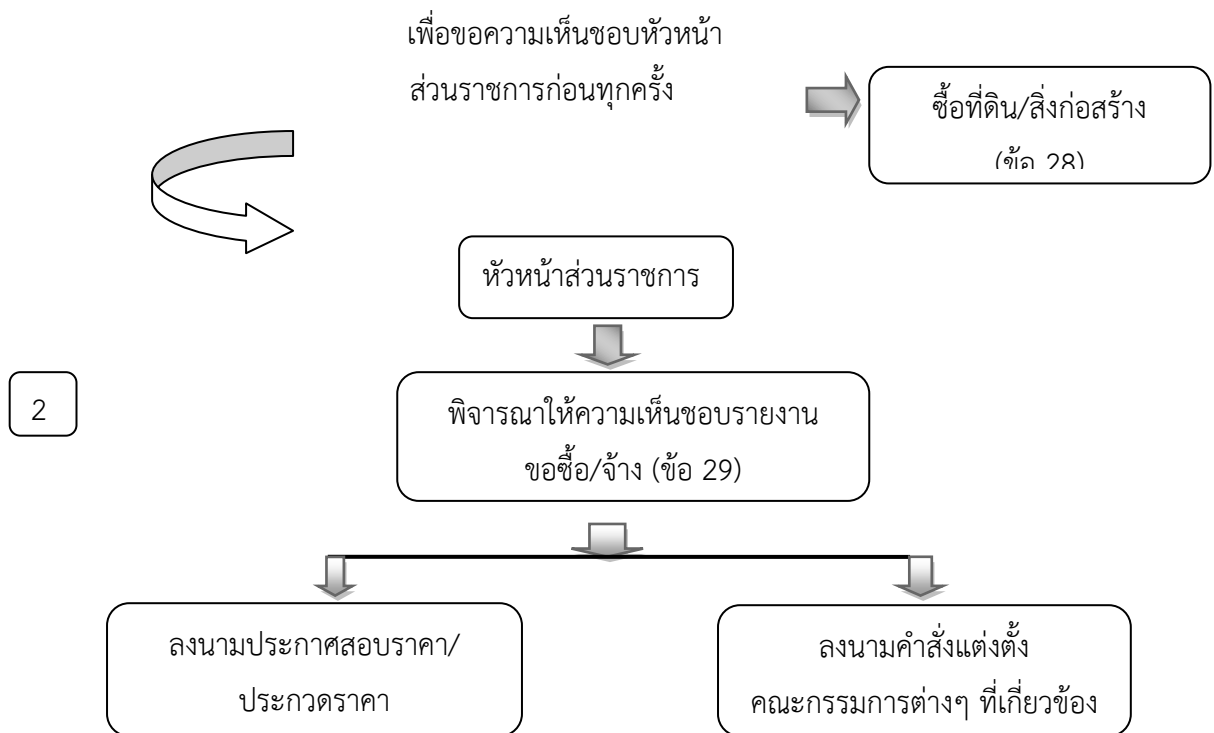 เพื่อขอความเห็นชอบหัวหน้า
ส่วนราชการก่อนทุกครั้ง
ซื้อที่ดิน/สิ่งก่อสร้าง
(ข้อ 28)
หัวหน้าส่วนราชการ
2
พิจารณาให้ความเห็นชอบรายงาน
ขอซื้อ/จ้าง (ข้อ 29)
ลงนามประกาศสอบราคา/
ประกวดราคา
ลงนามคำสั่งแต่งตั้ง
คณะกรรมการต่างๆ ที่เกี่ยวข้อง